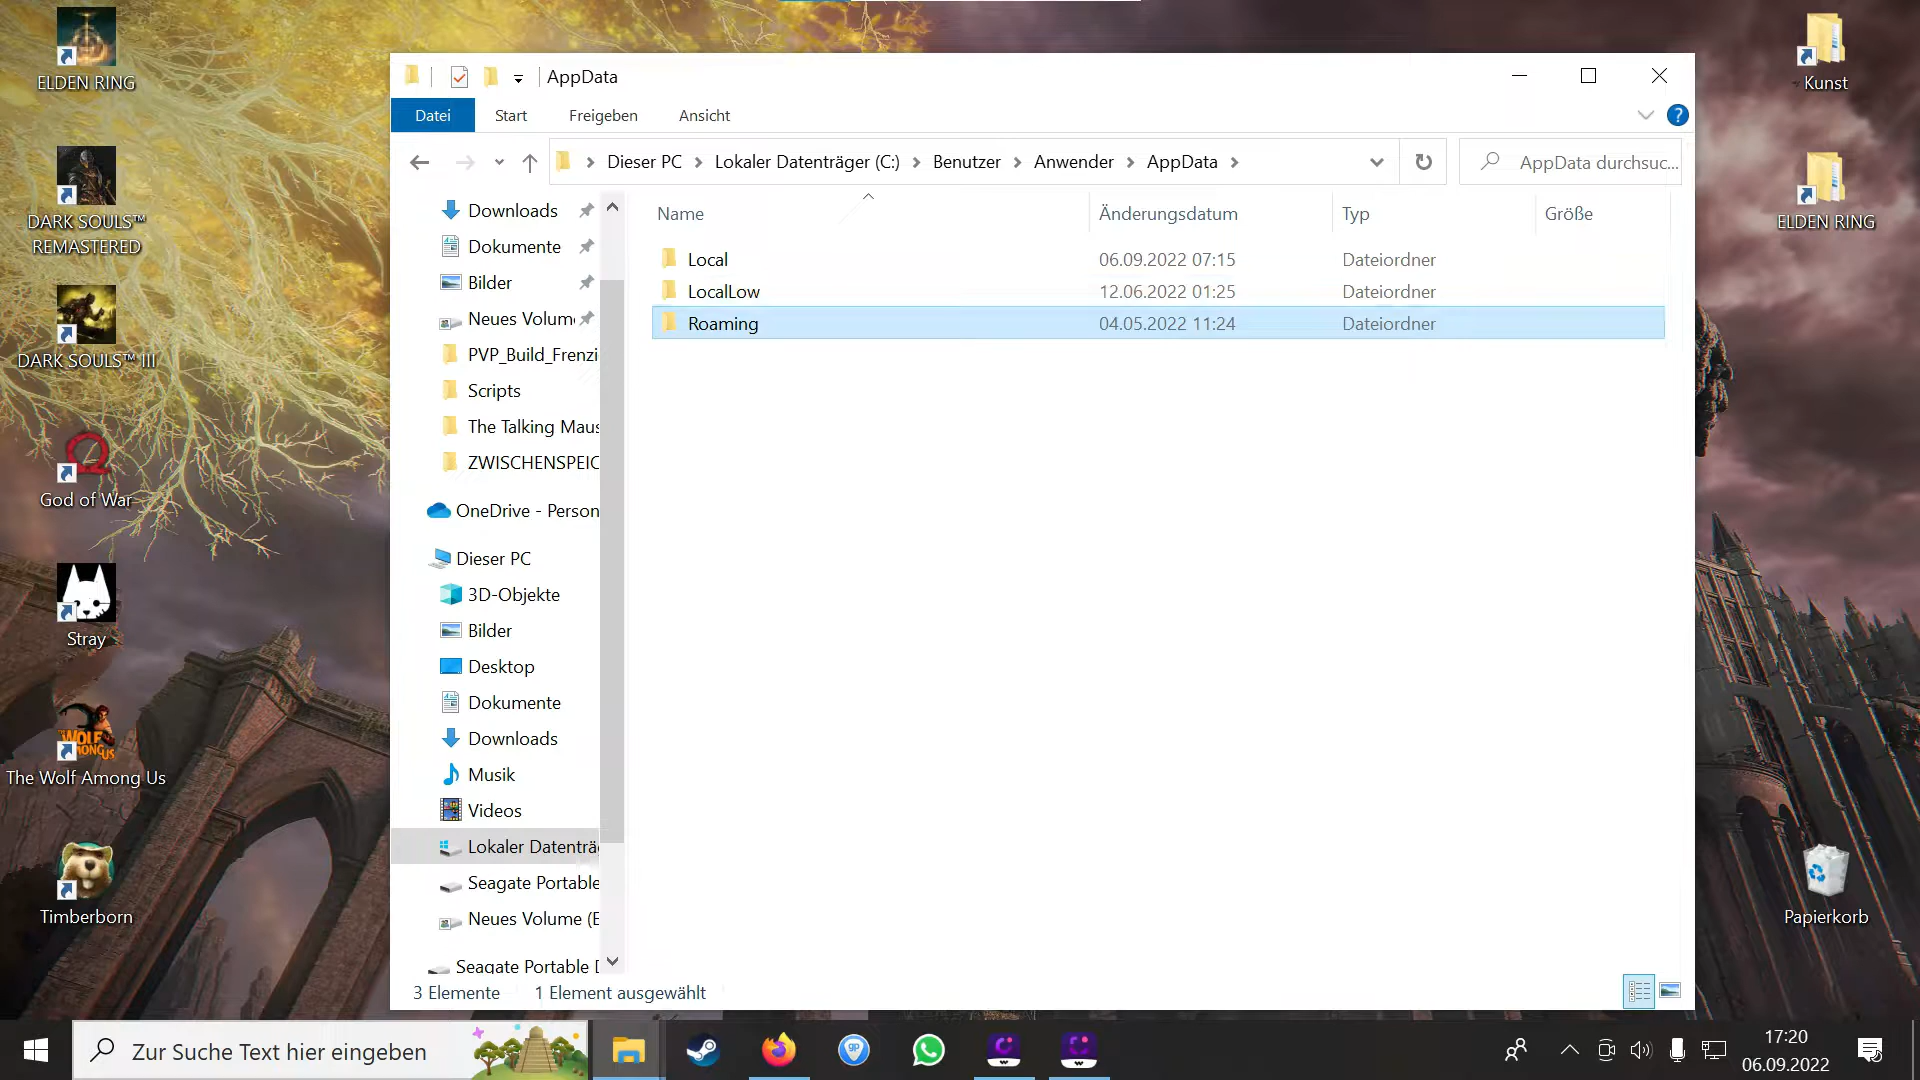 ELDEN RING
DARK SOULS™
REMASTERED
DARK SOULS™ III
God of War
Stray
The Wolf Among Us
Timberborn
AppData
Datei
Start
Freigeben
Ansicht
Dieser PC
Lokaler Datenträger (C:)
Benutzer
Anwender
AppData
AppData durchsuc...
Downloads
Dokumente
Bilder
Neues Volum
PVP_Build_Frenzi
Scripts
The Talking Maus
ZWISCHENSPEIC
OneDrive - Person
Dieser PC
3D-Objekte
Bilder
Desktop
Dokumente
Downloads
Musik
Videos
Lokaler Datenträ
Seagate Portable
Neues Volume (E
Seagate Portable D
Name
Änderungsdatum
Typ
Größe
Local
06.09.2022 07:15
Dateiordner
LocalLow
12.06.2022 01:25
Dateiordner
Roaming
04.05.2022 11:24
Dateiordner
3 Elemente
1 Element ausgewählt
Kunst
ELDEN RING
Papierkorb
Zur Suche Text hier eingeben
17:20
06.09.2022